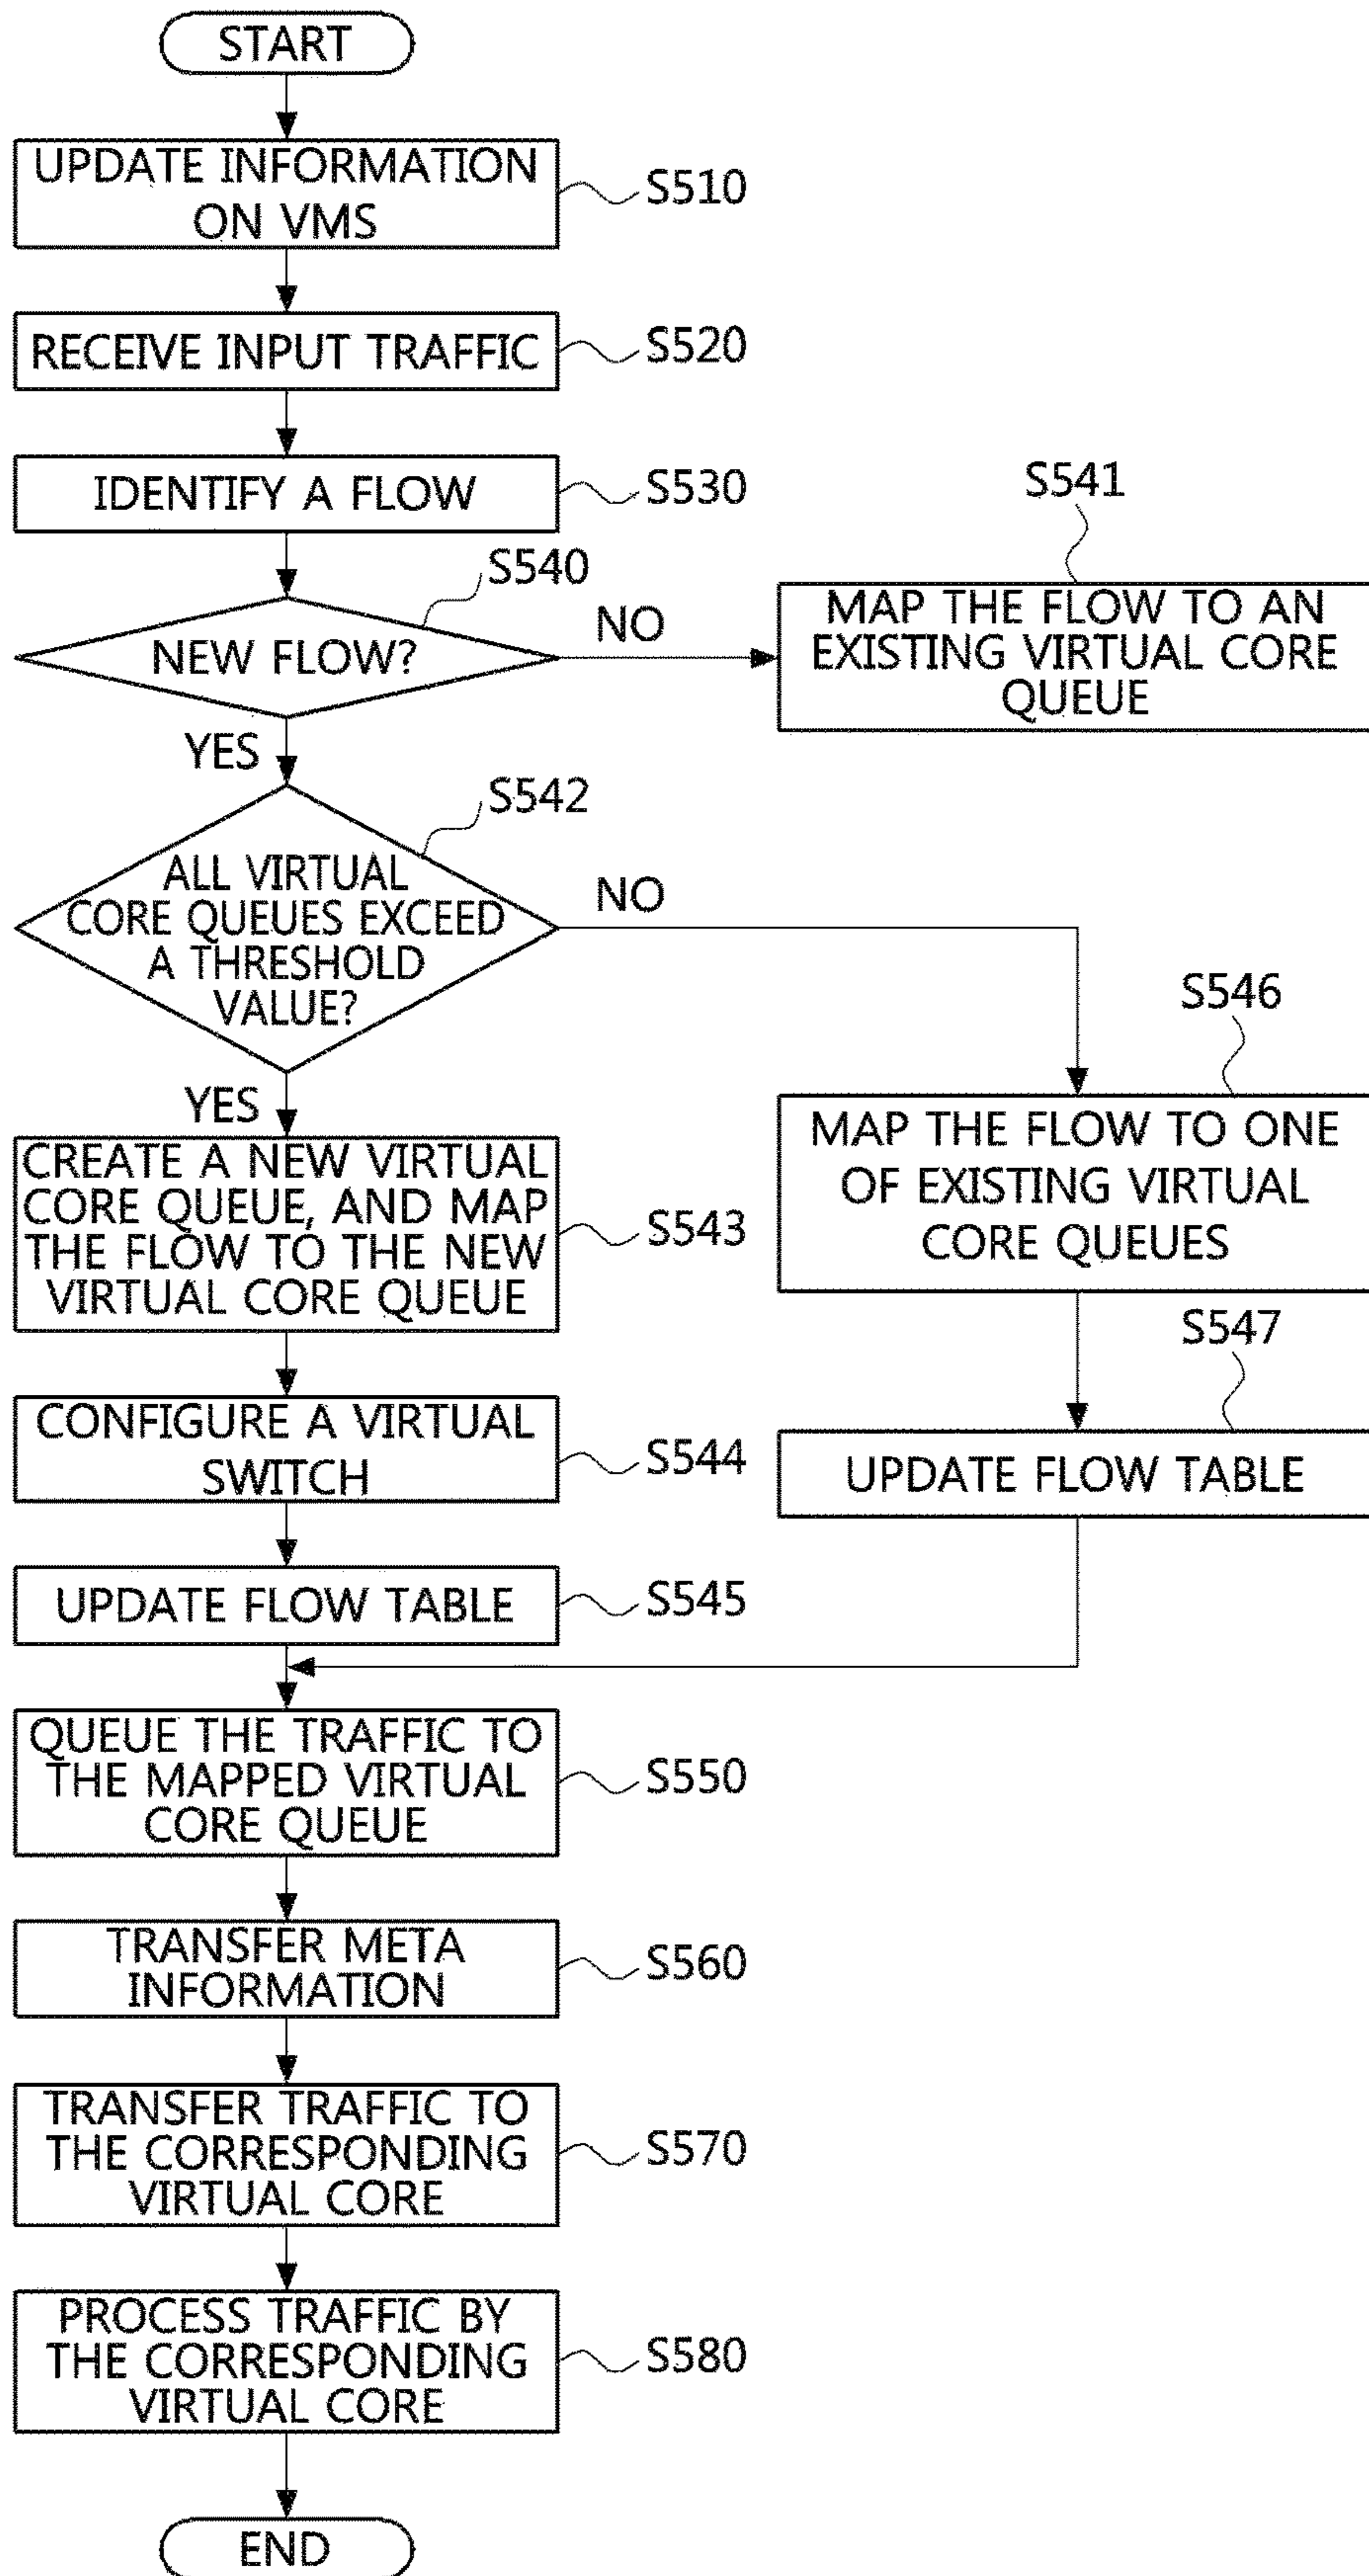 START
UPDATE INFORMATION
ON VMS
S510
RECEIVE INPUT TRAFFIC
S520
IDENTIFY A FLOW
S530
S540
NEW FLOW?
NO
YES
S541
MAP THE FLOW TO AN
EXISTING VIRTUAL CORE
QUEUE
S542
ALL VIRTUAL
CORE QUEUES EXCEED
A THRESHOLD
VALUE?
NO
YES
S546
MAP THE FLOW TO ONE
OF EXISTING VIRTUAL
CORE QUEUES
CREATE A NEW VIRTUAL
CORE QUEUE, AND MAP
THE FLOW TO THE NEW
VIRTUAL CORE QUEUE
S543
S547
UPDATE FLOW TABLE
CONFIGURE A VIRTUAL
SWITCH
S544
UPDATE FLOW TABLE
S545
QUEUE THE TRAFFIC TO
THE MAPPED VIRTUAL
CORE QUEUE
S550
TRANSFER META
INFORMATION
S560
TRANSFER TRAFFIC TO
THE CORRESPONDING
VIRTUAL CORE
S570
PROCESS TRAFFIC BY
THE CORRESPONDING
VIRTUAL CORE
S580
END